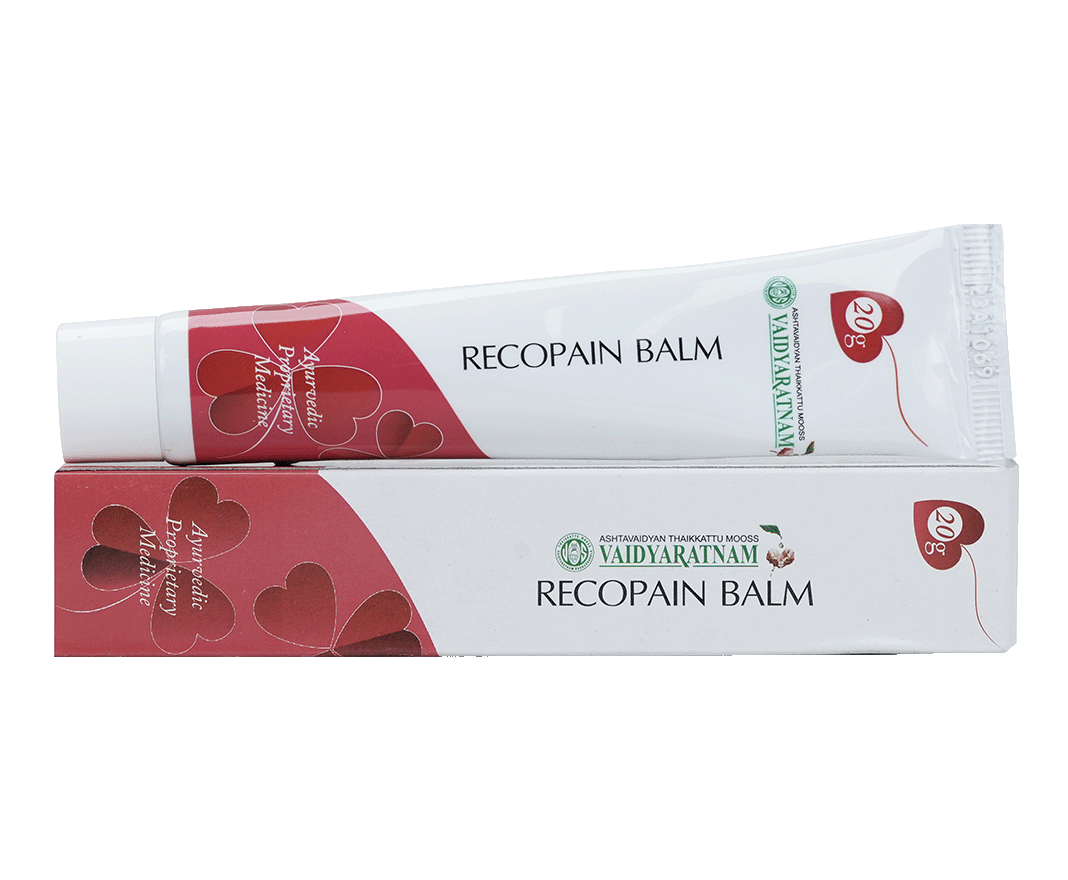 Ayurvedic
Proprietary
Medicine
RECOPAIN BALM
ASHTAVAIDYAN THAIKKATTU MOOSS
VAIDYARATNAM
20g
Ayurvedic
Proprietary
Medicine
ASHTAVAIDYAN THAIKKATTU MOOSS
VAIDYARATNAM
RECOPAIN BALM
20g